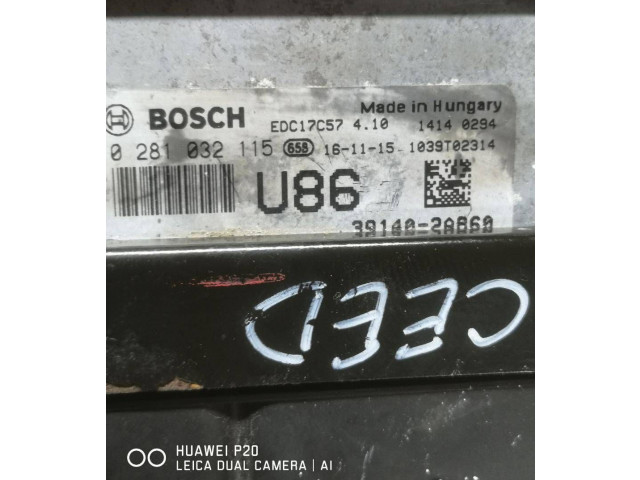 BOSCH
Made in Hungary
EDC17C57 4.10 1414 0294
0 281 032 115 658 16-11-15 1039T02314
U86
39140-2A860
CEED
HUAWEI P20
LEICA DUAL CAMERA | AI